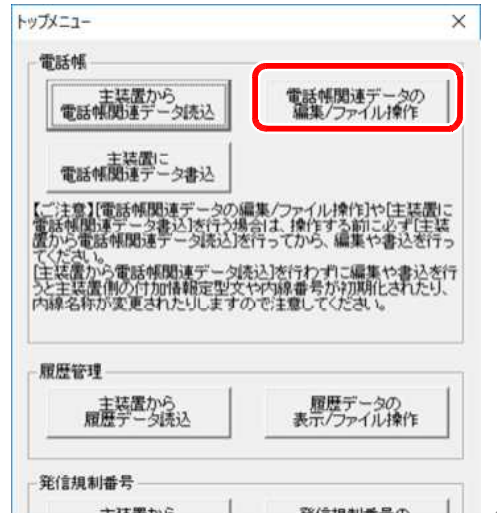 トップメニュー
電話帳
主装置から
電話帳関連データ読込
電話帳関連データの
編集/ファイル操作
主装置に
電話帳関連データ書込
【ご注意】[電話帳関連データの編集/ファイル操作]や[主装置に
電話帳関連データ書込]を行う場合は、操作する前に必ず[主装
置から電話帳関連データ読込]を行ってから、編集や書込を行っ
てください。
[主装置から電話帳関連データ読込]を行わずに編集や書込を行
うと主装置側の付加情報定型文や内線番号が初期化されたり、
内線名称が変更されたりしますので注意してください。
履歴管理
主装置から
履歴データ読込
履歴データの
表示/ファイル操作
発信規制番号
主装置から
発信規制番号の